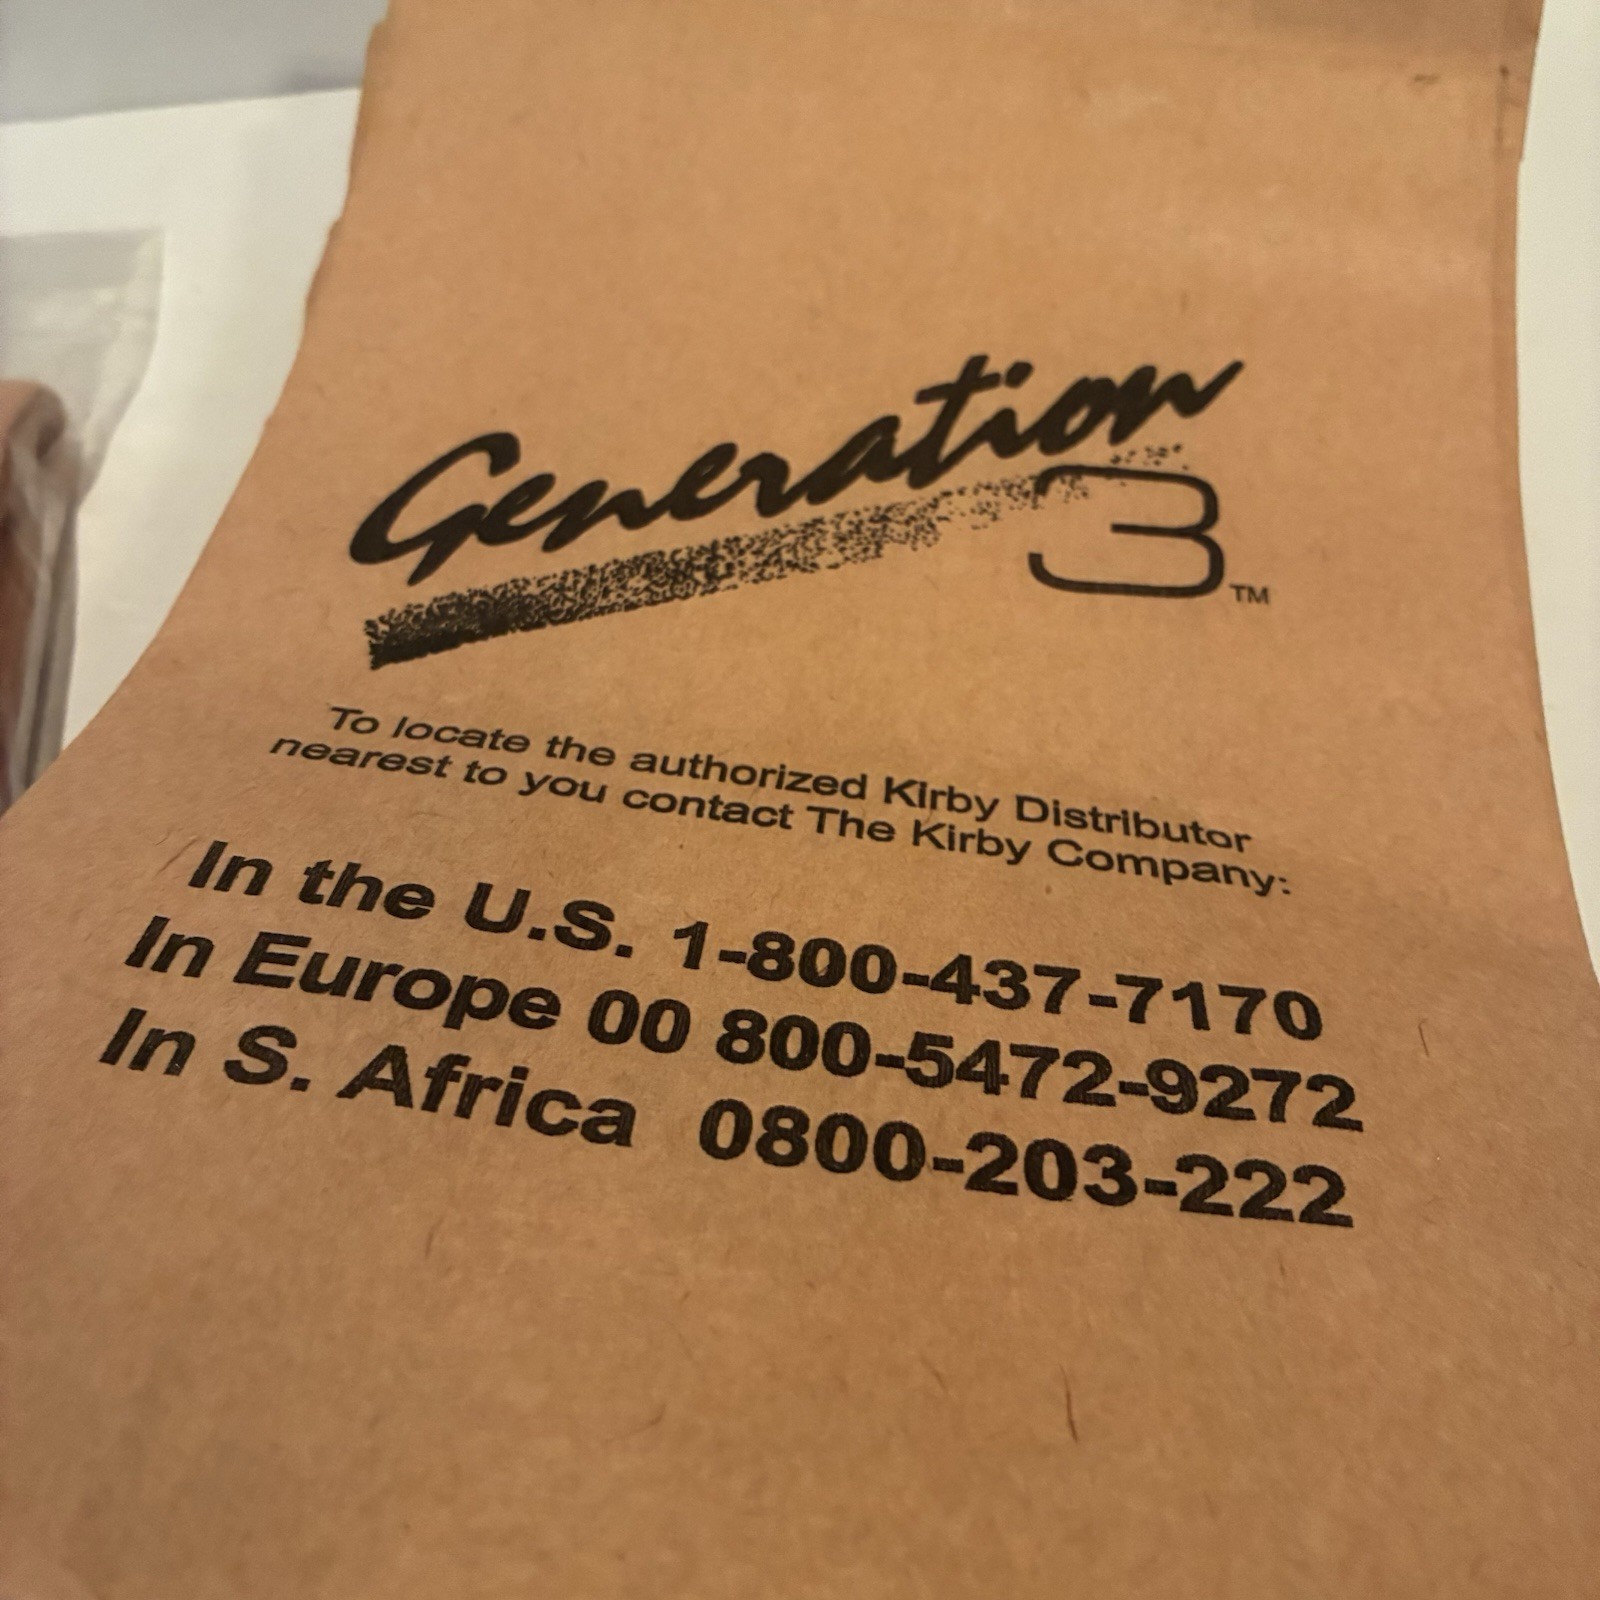 Generation
3™
To locate the authorized Kirby Distributor
nearest to you contact The Kirby Company:
In the U.S. 1-800-437-7170
In Europe 00 800-5472-9272
In S. Africa 0800-203-222